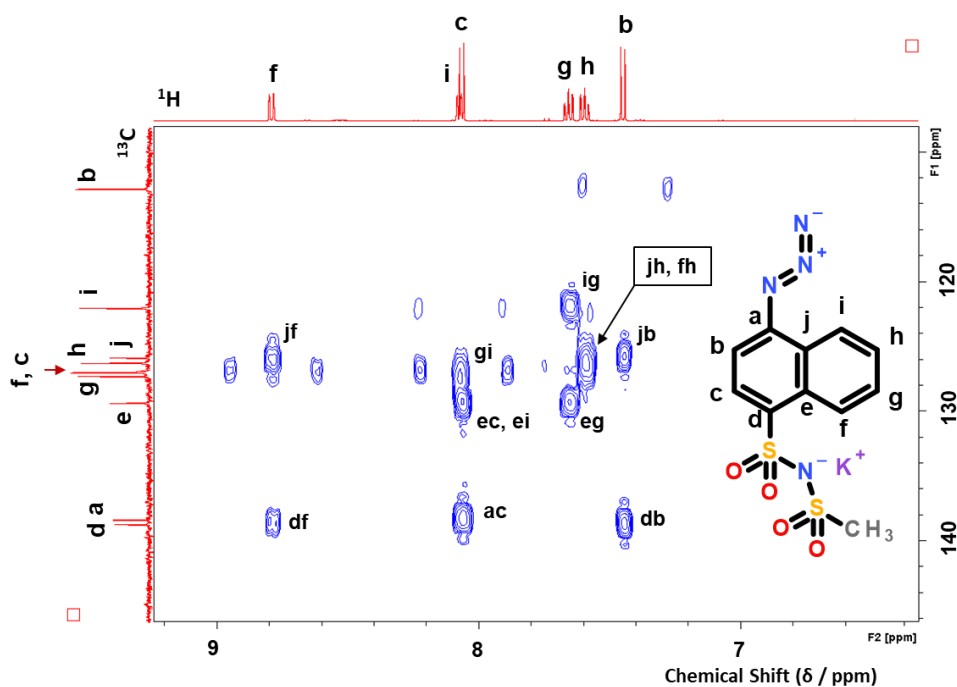 f
i
c
g
h
b
¹H
¹³C
b
i
h
j
f, c
g
e
d
a
jh, fh
ig
jf
gi
jb
ec, ei
eg
df
ac
db
N⁻
N⁺
N
a
j
i
b
h
c
e
g
d
f
S
O
O
N⁻
K⁺
S
O
O
CH₃
F1 [ppm]
120
130
140
9
8
7
F2 [ppm]
Chemical Shift (δ / ppm)